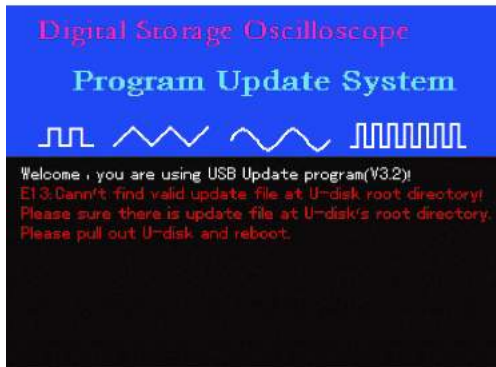 Digital Storage Oscilloscope
Program Update System
Welcome , you are using USB Update program(V3.2)!
E13:Cann't find valid update file at U-disk root directory!
Please sure there is update file at U-disk's root directory.
Please pull out U-disk and reboot.